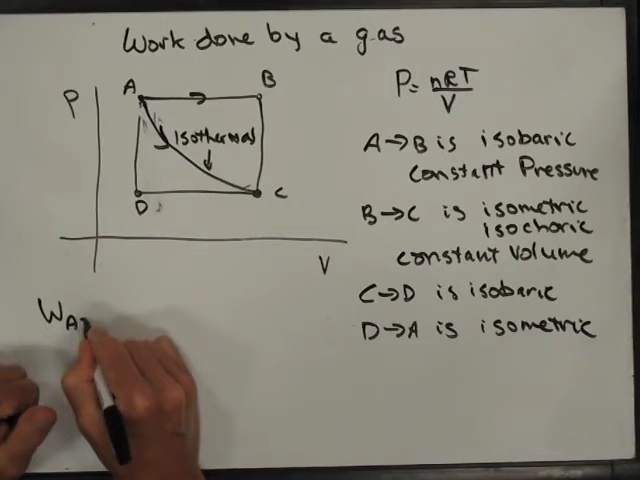 Work done by a gas
P
A
B
Isothermal
D
C
V
P = nRT
V
A→B is isobaric
constant Pressure
B→C is isometric
isochoric
constant volume
C→D is isobaric
D→A is isometric
WA